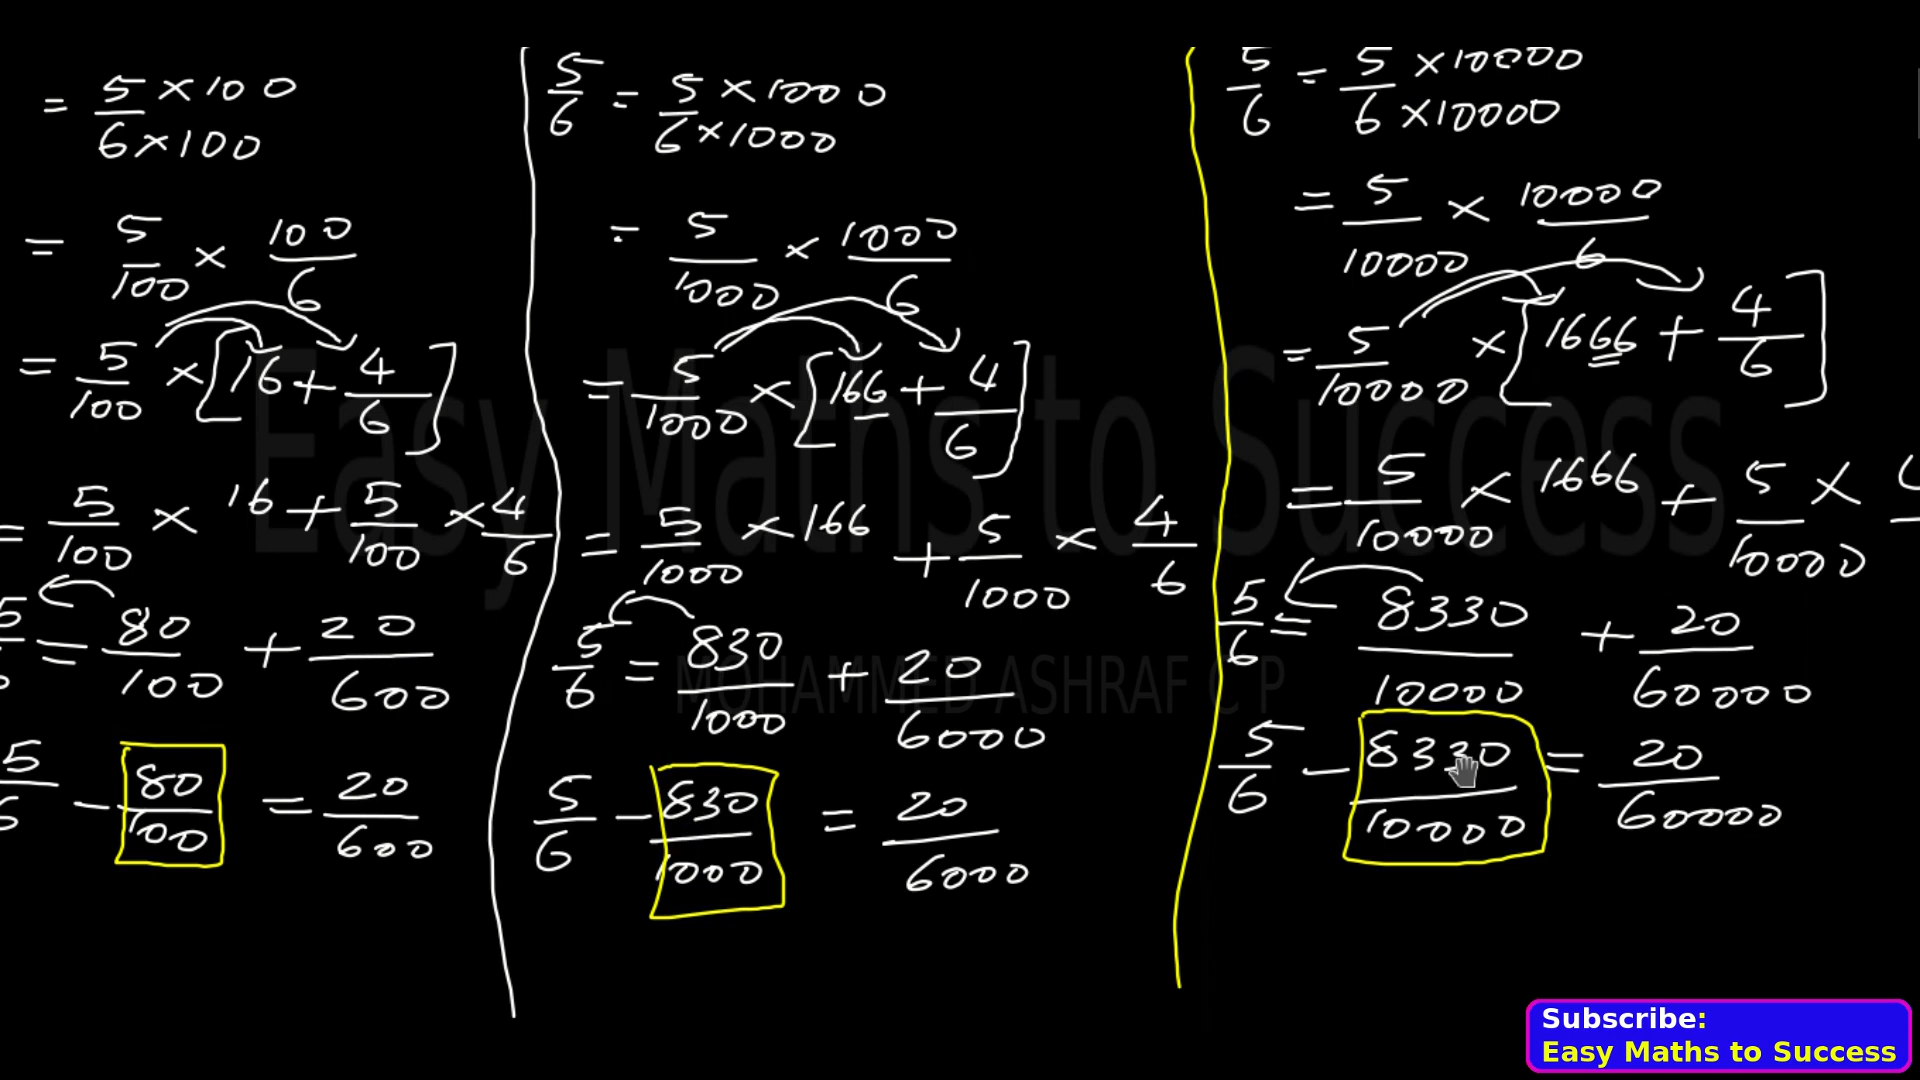 = 5/6 × 100/100
= 5/100 × 100/6
= 5/100 × [16 + 4/6]
= 5/100 × 16 + 5/100 × 4/6
= 80/100 + 20/600
- 80/100 = 20/600
5/6 = 5 × 1000 / 6 × 1000
= 5/1000 × 1000/6
= 5/1000 × [166 + 4/6]
= 5/1000 × 166 + 5/1000 × 4/6
5/6 = 830/1000 + 20/6000
5/6 - 830/1000 = 20/6000
5/6 = 5 × 10000 / 6 × 10000
= 5/10000 × 10000/6
= 5/10000 × [1666 + 4/6]
= 5/10000 × 1666 + 5/10000 ×
5/6 = 8330/10000 + 20/60000
5/6 - 8330/10000 = 20/60000
Easy Maths to Success
MOHAMMED ASHRAF C P
Subscribe:
Easy Maths to Success